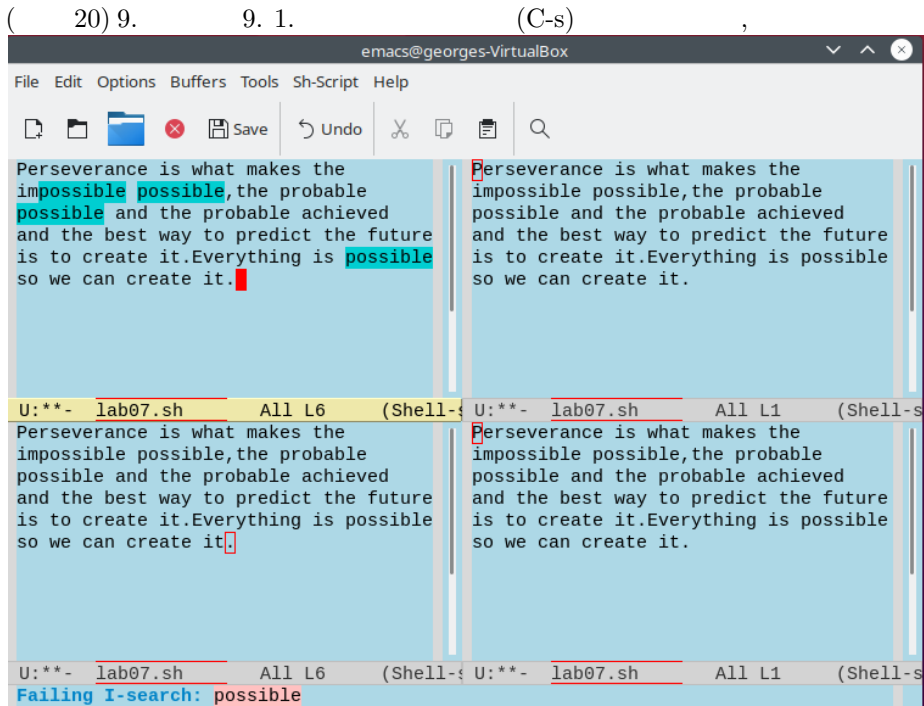 ( 20) 9. 9. 1. (C-s) ,
emacs@georges-VirtualBox
File Edit Options Buffers Tools Sh-Script Help
Save Undo
Perseverance is what makes the
impossible possible,the probable
possible and the probable achieved
and the best way to predict the future
is to create it.Everything is possible
so we can create it.
Perseverance is what makes the
impossible possible,the probable
possible and the probable achieved
and the best way to predict the future
is to create it.Everything is possible
so we can create it.
U:**- lab07.sh All L6 (Shell-s
U:**- lab07.sh All L1 (Shell-s
Perseverance is what makes the
impossible possible,the probable
possible and the probable achieved
and the best way to predict the future
is to create it.Everything is possible
so we can create it.
Perseverance is what makes the
impossible possible,the probable
possible and the probable achieved
and the best way to predict the future
is to create it.Everything is possible
so we can create it.
U:**- lab07.sh All L6 (Shell-s
U:**- lab07.sh All L1 (Shell-s
Failing I-search: possible